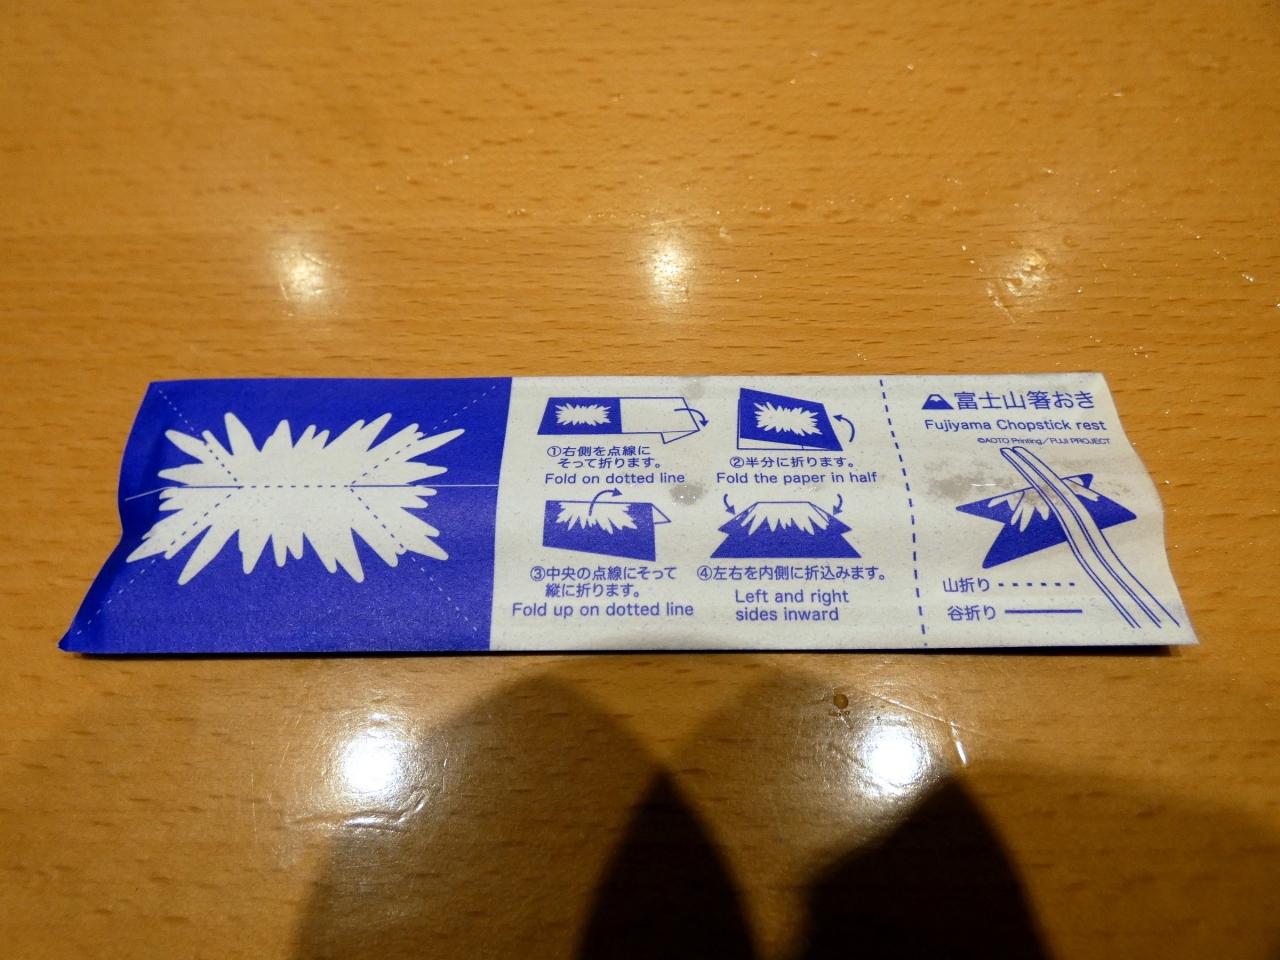 ①右側を点線に
そって折ります。
Fold on dotted line
②半分に折ります。
Fold the paper in half
③中央の点線にそって
縦に折ります。
Fold up on dotted line
④左右を内側に折込みます。
Left and right
sides inward
富士山箸おき
Fujiyama Chopstick rest
©AOTO Printing／FUJI PROJECT
山折り
谷折り